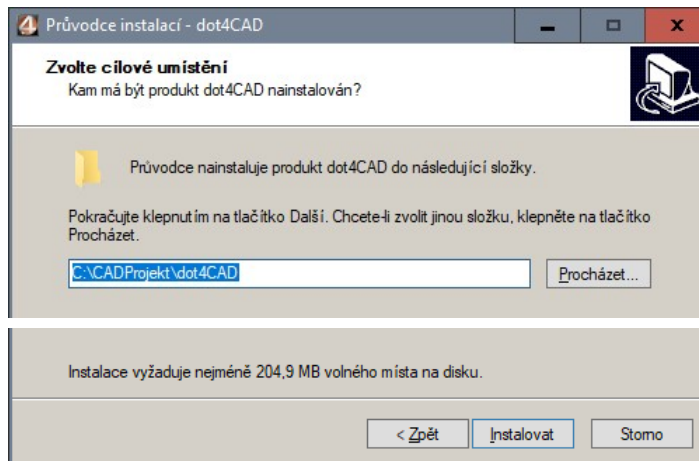 Průvodce instalací - dot4CAD
Zvolte cílové umístění
Kam má být produkt dot4CAD nainstalován?
Průvodce nainstaluje produkt dot4CAD do následující složky.
Pokračujte klepnutím na tlačítko Další. Chcete-li zvolit jinou složku, klepněte na tlačítko
Procházet.
C:\CADProjekt\dot4CAD
Procházet...
Instalace vyžaduje nejméně 204,9 MB volného místa na disku.
< Zpět
Instalovat
Storno